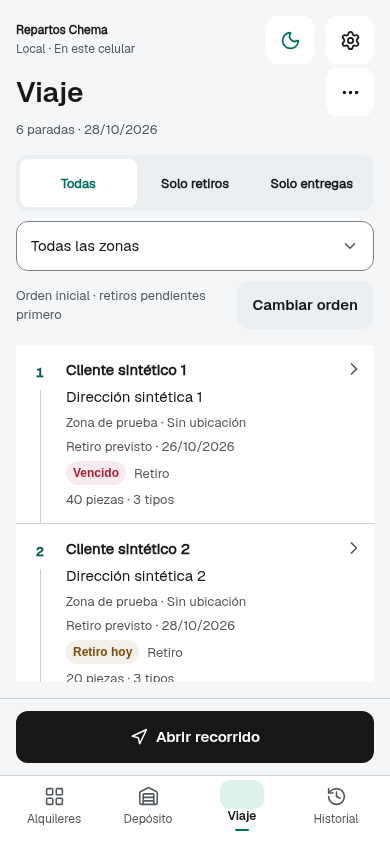 Repartos Chema
Local · En este celular
Viaje
6 paradas · 28/10/2026
Todas
Solo retiros
Solo entregas
Todas las zonas
Orden inicial · retiros pendientes
primero
Cambiar orden
1
Cliente sintético 1
Dirección sintética 1
Zona de prueba · Sin ubicación
Retiro previsto · 26/10/2026
Vencido
Retiro
40 piezas · 3 tipos
2
Cliente sintético 2
Dirección sintética 2
Zona de prueba · Sin ubicación
Retiro previsto · 28/10/2026
Retiro hoy
Retiro
20 piezas · 3 tipos
Abrir recorrido
Alquileres
Depósito
Viaje
Historial